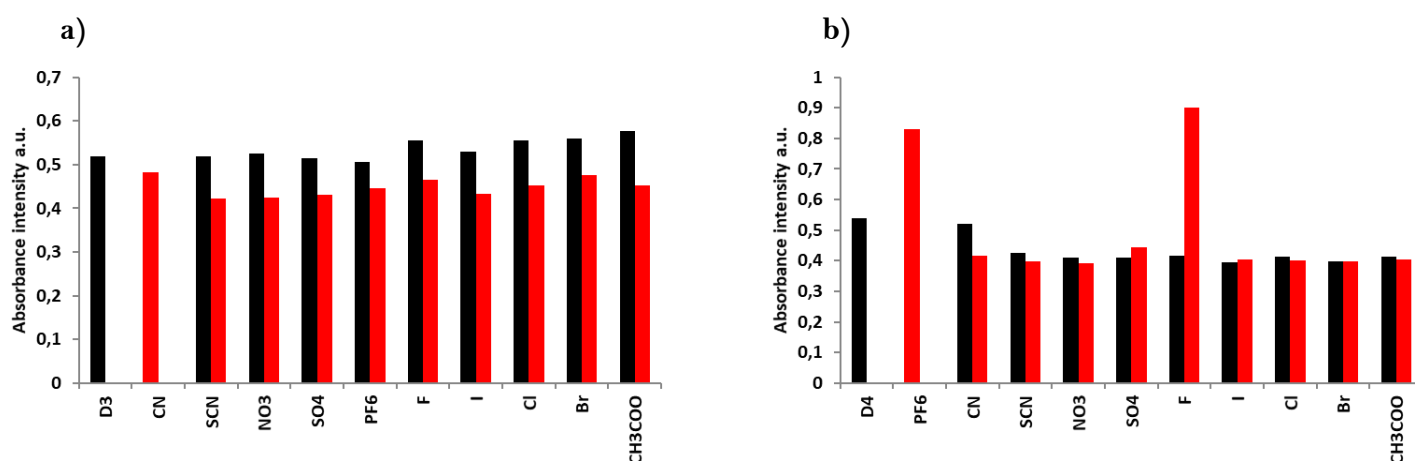 a)
Absorbance intensity a.u.
0,7
0,6
0,5
0,4
0,3
0,2
0,1
0
D3
CN
SCN
NO3
SO4
PF6
F
I
Cl
Br
CH3COO
b)
Absorbance intensity a.u.
1
0,9
0,8
0,7
0,6
0,5
0,4
0,3
0,2
0,1
0
D4
PF6
CN
SCN
NO3
SO4
F
I
Cl
Br
CH3COO